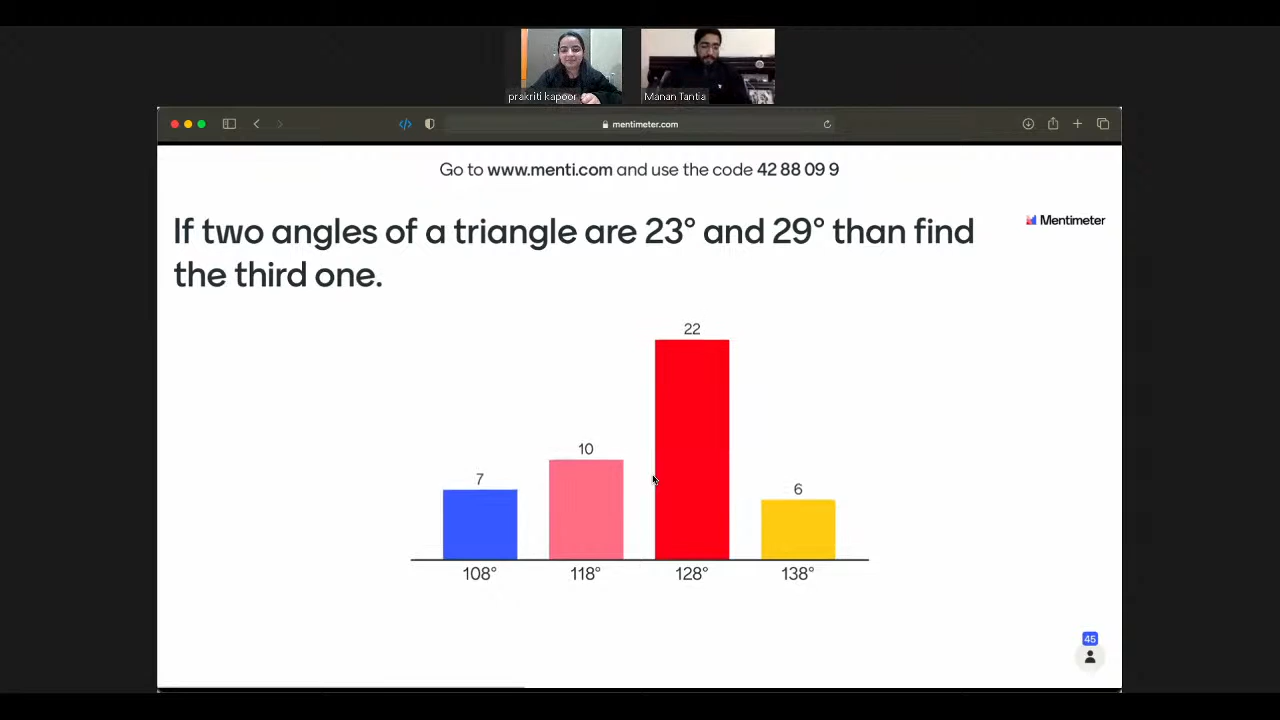 prakriti kapoor
Manan Tantia
mentimeter.com
Go to www.menti.com and use the code 42 88 09 9
Mentimeter
If two angles of a triangle are 23° and 29° than find
the third one.
22
10
7
6
108°
118°
128°
138°
45